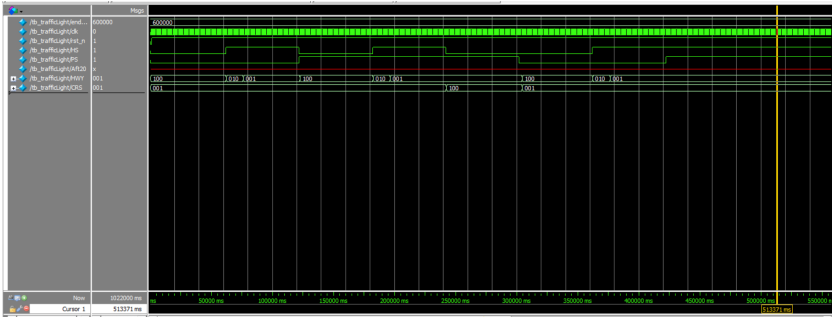 Msgs
/tb_trafficLight/end... 600000 600000
/tb_trafficLight/clk 0
/tb_trafficLight/rst_n 1
/tb_trafficLight/HS 1
/tb_trafficLight/PS 1
/tb_trafficLight/Aft20 x
/tb_trafficLight/HWY 001 100 010 001 100 010 001 100 010 001
/tb_trafficLight/CRS 001 001 100 001
Now 1022000 ms ms 50000 ms 100000 ms 150000 ms 200000 ms 250000 ms 300000 ms 350000 ms 400000 ms 450000 ms 500000 ms 550000
Cursor 1 513371 ms 513371 ms